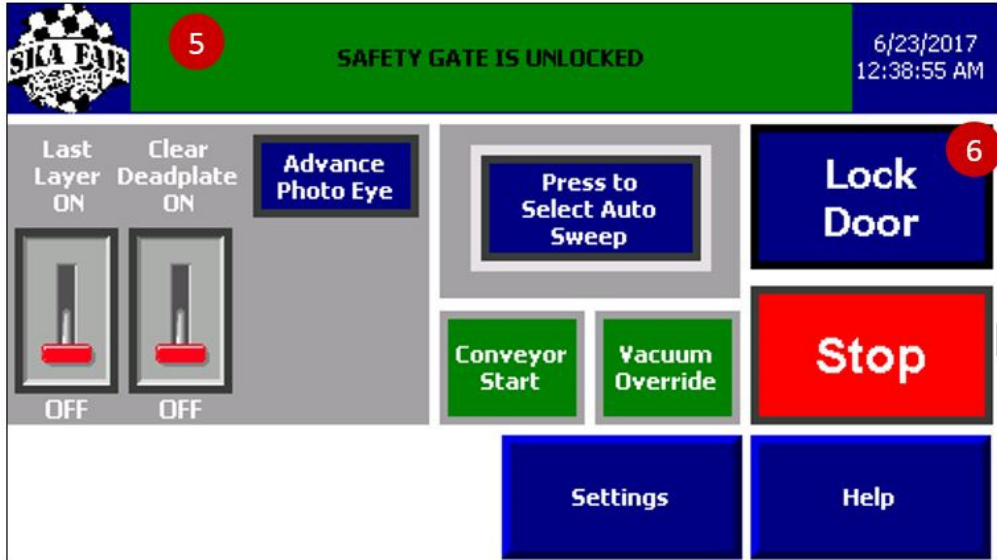 SKA FAB
5
SAFETY GATE IS UNLOCKED
6/23/2017
12:38:55 AM
Last
Layer
ON
Clear
Deadplate
ON
Advance
Photo Eye
OFF
OFF
Press to
Select Auto
Sweep
Conveyor
Start
Vacuum
Override
6
Lock
Door
Stop
Settings
Help